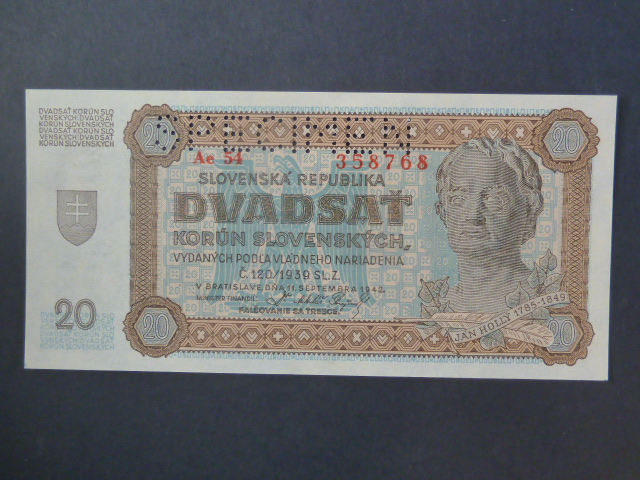 DVADSAŤ KORÚN SLO
VENSKÝCH DVADSAŤ
KORÚN SLOVENSKÝCH
DVADSAŤ KORÚN SLO
VENSKÝCH DVADSAŤ
KORÚN SLOVENSKÝCH
SPECIMEN
20
20
Ae 54
358768
SLOVENSKÁ REPUBLIKA
DVADSAŤ
KORÚN SLOVENSKÝCH,
VYDANÝCH PODĽA VLÁDNEHO NARIADENIA
Č. 120/1939 SL. Z.
V BRATISLAVE, DŇA 11. SEPTEMBRA 1942.
MINISTER FINANCIÍ:
FALŠOVANIE SA TRESCE.
20
20
20
JÁN HOLLÝ 1785-1849